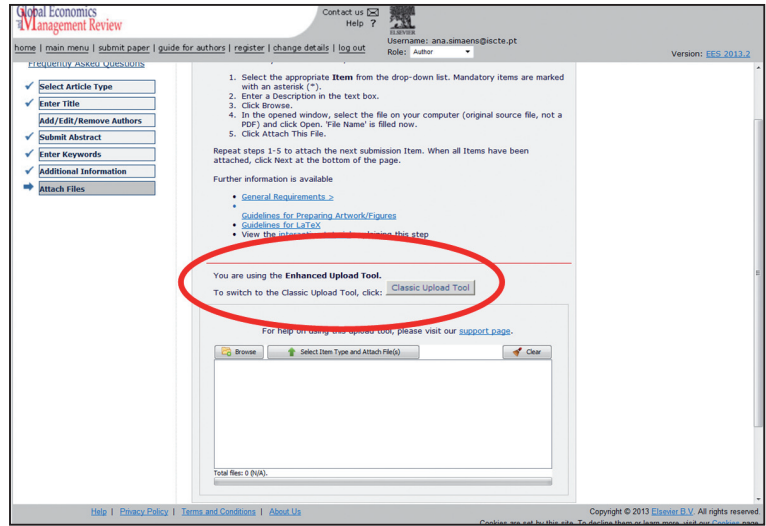 Global Economics
Management Review
Contact us
Help ?
ELSEVIER
Username: ana.simaens@iscte.pt
Role: Author
home | main menu | submit paper | guide for authors | register | change details | log out
Version: EES 2013.2
Frequently Asked Questions
Select Article Type
Enter Title
Add/Edit/Remove Authors
Submit Abstract
Enter Keywords
Additional Information
Attach Files
1. Select the appropriate Item from the drop-down list. Mandatory items are marked
with an asterisk (*).
2. Enter a Description in the text box.
3. Click Browse.
4. In the opened window, select the file on your computer (original source file, not a
PDF) and click Open. 'File Name' is filled now.
5. Click Attach This File.
Repeat steps 1-5 to attach the next submission Item. When all Items have been
attached, click Next at the bottom of the page.
Further information is available
• General Requirements >
•
Guidelines for Preparing Artwork/Figures
• Guidelines for LaTeX
• View the this step
You are using the Enhanced Upload Tool.
To switch to the Classic Upload Tool, click: Classic Upload Tool
For help on using this upload tool, please visit our support page.
Browse
Select Item Type and Attach File(s)
Clear
Total files: 0 (N/A).
Help | Privacy Policy | Terms and Conditions | About Us
Copyright © 2013 Elsevier B.V. All rights reserved
Cookies are set by this site. To decline them or learn more, visit our Cookies page